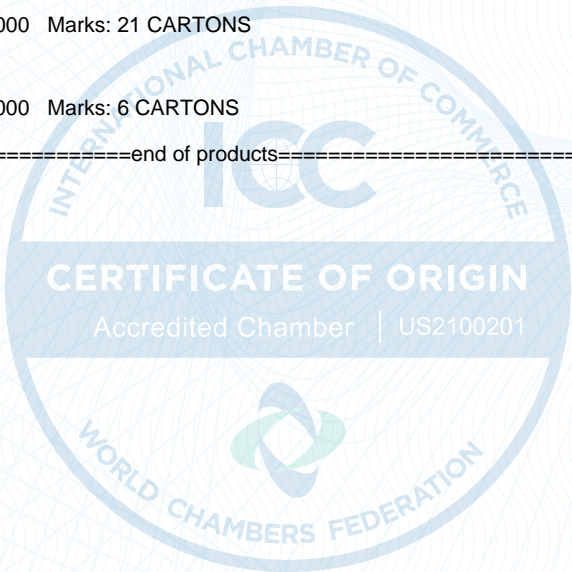 000 Marks: 21 CARTONS
INTERNATIONAL CHAMBER OF COMMERCE
000 Marks: 6 CARTONS
===========end of products========================
ICC
CERTIFICATE OF ORIGIN
Accredited Chamber | US2100201
WORLD CHAMBERS FEDERATION